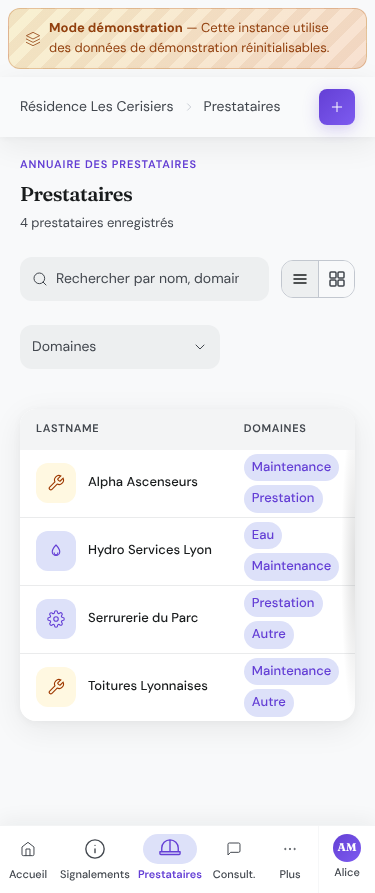 Mode démonstration — Cette instance utilise
des données de démonstration réinitialisables.
Résidence Les Cerisiers > Prestataires
ANNUAIRE DES PRESTATAIRES
Prestataires
4 prestataires enregistrés
Rechercher par nom, domair
Domaines
LASTNAME DOMAINES
Alpha Ascenseurs Maintenance
Prestation
Hydro Services Lyon Eau
Maintenance
Serrurerie du Parc Prestation
Autre
Toitures Lyonnaises Maintenance
Autre
AM
Accueil Signalements Prestataires Consult. Plus Alice